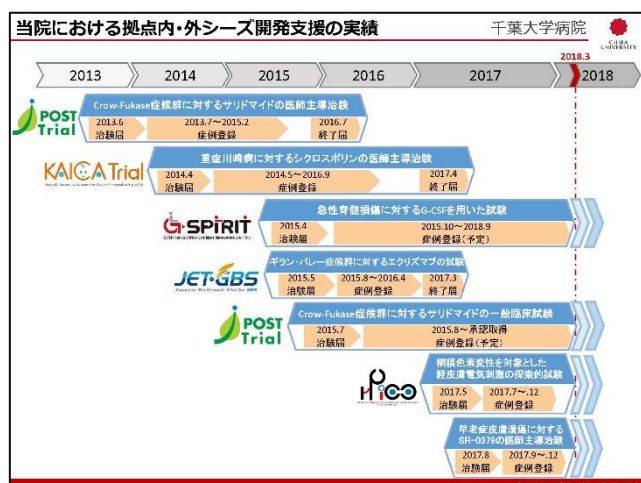 当院における拠点内・外シーズ開発支援の実績
千葉大学病院
CHIBA
UNIVERSITY
2018.3
2013 2014 2015 2016 2017 2018
POST
Trial
Crow-Fukase症候群に対するサリドマイドの医師主導治験
2013.6 2013.7～2015.2 2016.7
治験届 症例登録 終了届
KAICA Trial
重症川崎病に対するシクロスポリンの医師主導治験
2014.4 2014.5～2016.9 2017.4
治験届 症例登録 終了届
G-SPIRIT
急性脊髄損傷に対するG-CSFを用いた試験
2015.4 2015.10～2018.9
治験届 症例登録(予定)
JET-GBS
ギラン・バレー症候群に対するエクリズマブの試験
2015.5 2015.8～2016.4 2017.3
治験届 症例登録 終了届
POST
Trial
Crow-Fukase症候群に対するサリドマイドの一般臨床試験
2015.7 2015.8～承認取得
治験届 症例登録(予定)
網膜色素変性を対象とした
経皮膚電気刺激の探索的試験
2017.5 2017.7～.12
治験届 症例登録
早老症皮膚潰瘍に対する
SR-0379の医師主導治験
2017.8 2017.9～.12
治験届 症例登録